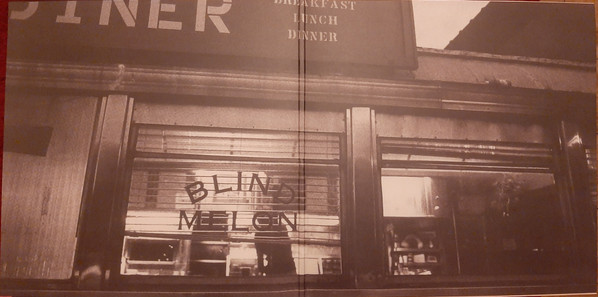 DINER
BREAKFAST
LUNCH
DINNER
BLIND
MELON